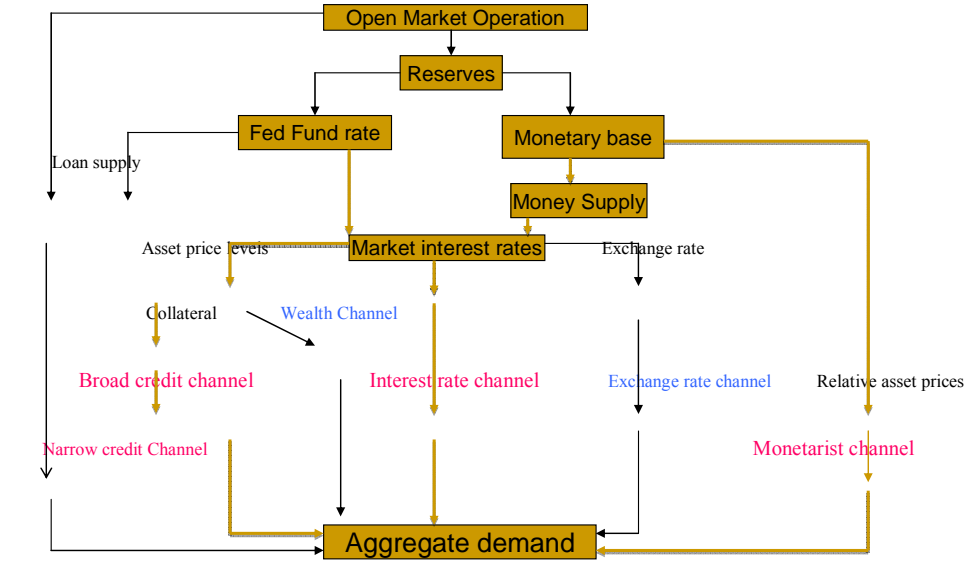 Open Market Operation
Reserves
Fed Fund rate
Monetary base
Loan supply
Money Supply
Asset price levels
Market interest rates
Exchange rate
Collateral
Wealth Channel
Broad credit channel
Interest rate channel
Exchange rate channel
Relative asset prices
Narrow credit Channel
Monetarist channel
Aggregate demand